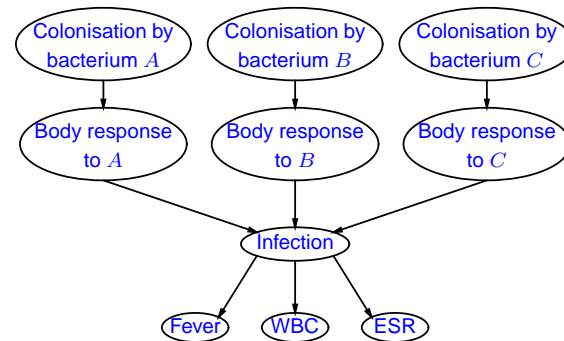 Colonisation by
bacterium A
Colonisation by
bacterium B
Colonisation by
bacterium C
Body response
to A
Body response
to B
Body response
to C
Infection
Fever
WBC
ESR